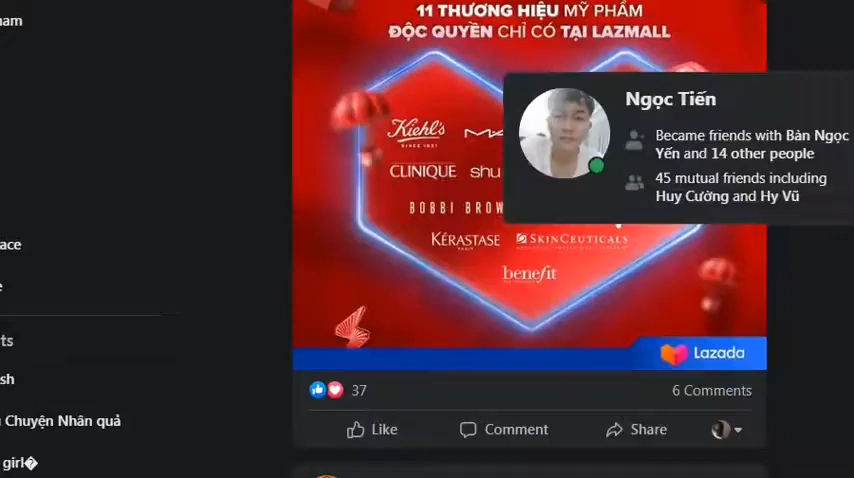 nam
ace
e
ts
sh
Chuyện Nhân quả
girl�
11 THƯƠNG HIỆU MỸ PHẨM
ĐỘC QUYỀN CHỈ CÓ TẠI LAZMALL
Kiehl's
SINCE 1851
CLINIQUE shu
BOBBI BROW
KÉRASTASE
PARIS
SKINCEUTICALS
benefit
Lazada
Ngọc Tiến
Became friends with Bàn Ngọc
Yến and 14 other people
45 mutual friends including
Huy Cường and Hy Vũ
37
6 Comments
Like
Comment
Share